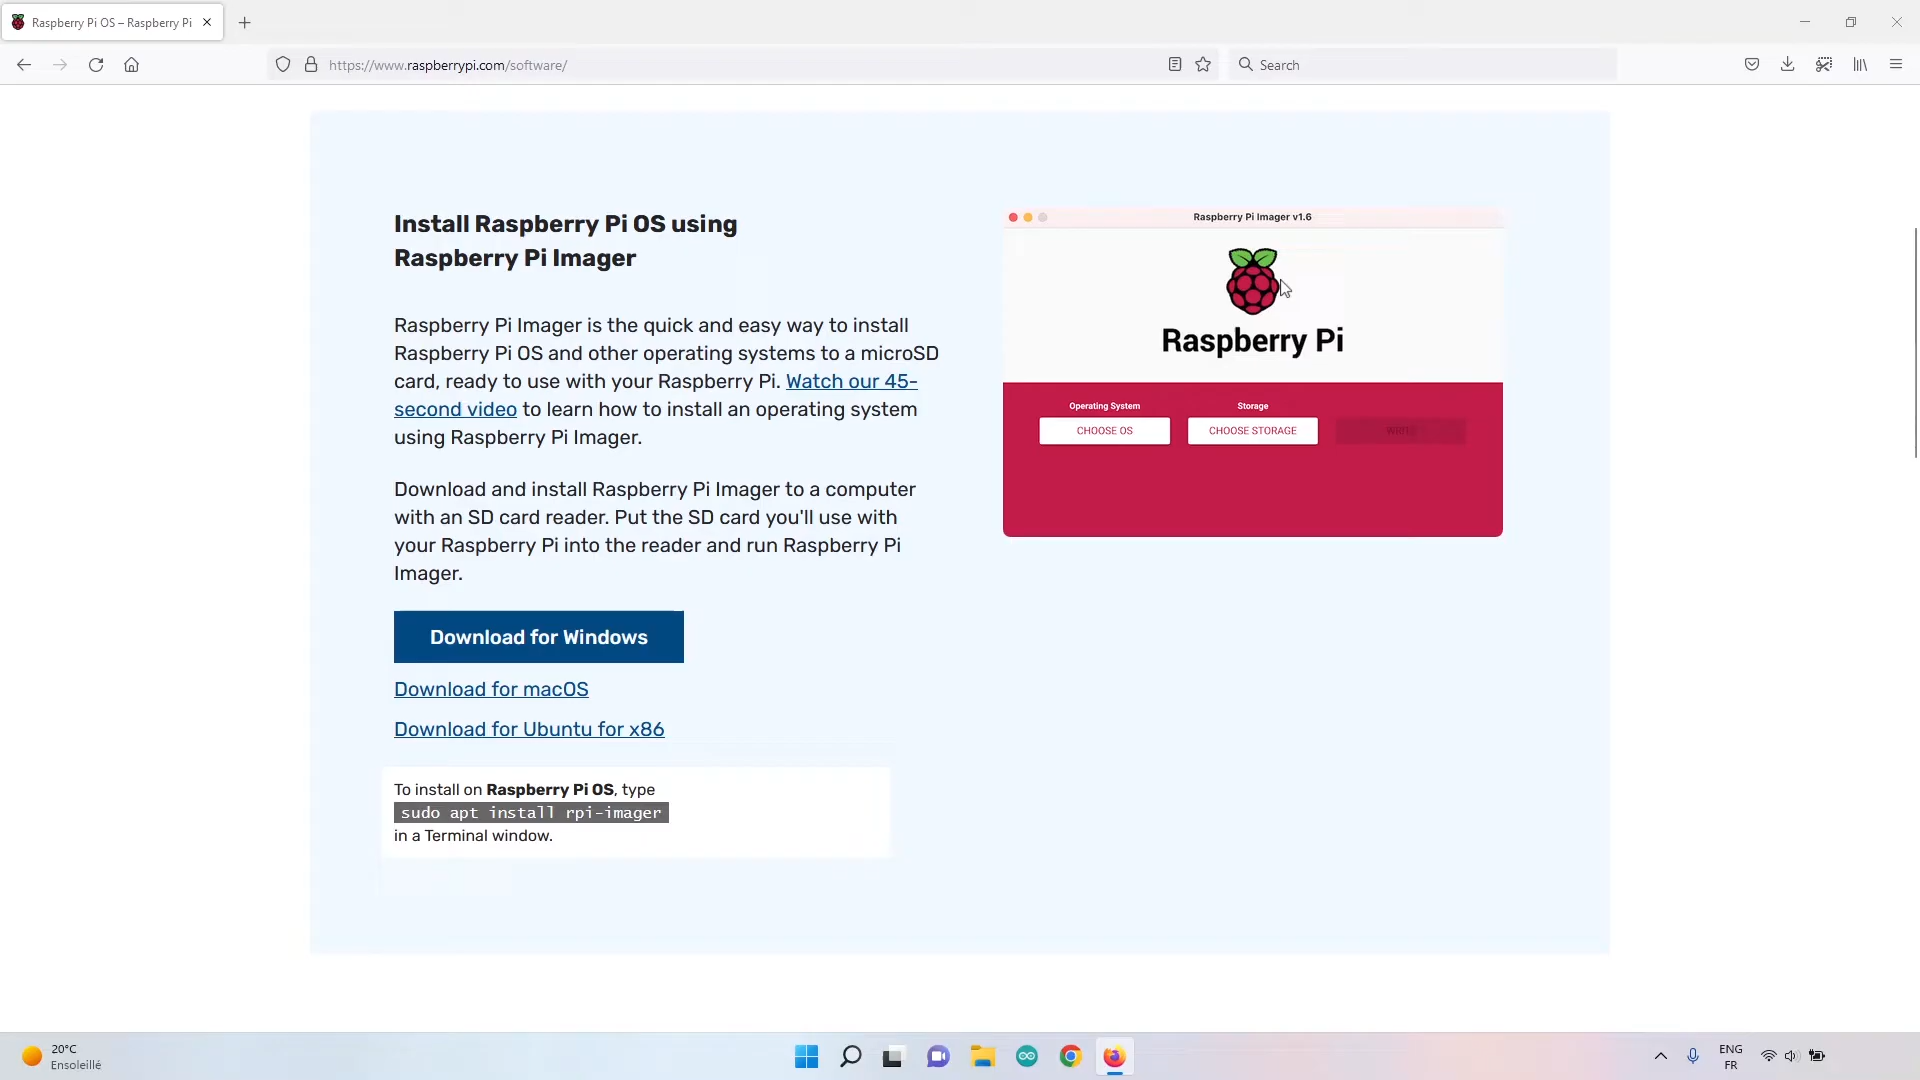 Raspberry Pi OS – Raspberry Pi
https://www.raspberrypi.com/software/
Search
Install Raspberry Pi OS using
Raspberry Pi Imager
Raspberry Pi Imager is the quick and easy way to install
Raspberry Pi OS and other operating systems to a microSD
card, ready to use with your Raspberry Pi. Watch our 45-
second video to learn how to install an operating system
using Raspberry Pi Imager.
Download and install Raspberry Pi Imager to a computer
with an SD card reader. Put the SD card you'll use with
your Raspberry Pi into the reader and run Raspberry Pi
Imager.
Download for Windows
Download for macOS
Download for Ubuntu for x86
To install on Raspberry Pi OS, type
sudo apt install rpi-imager
in a Terminal window.
Raspberry Pi Imager v1.6
Raspberry Pi
Operating System
Storage
CHOOSE OS
CHOOSE STORAGE
WRITE
20°C
Ensoleillé
ENG
FR